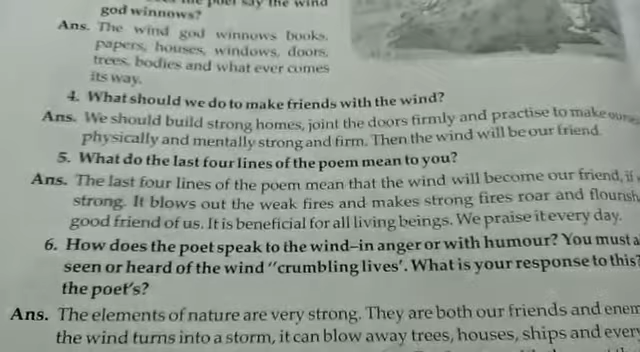 the poet say the wind
god winnows?
Ans. The wind god winnows books,
papers, houses, windows, doors,
trees, bodies and what ever comes
its way.
4. What should we do to make friends with the wind?
Ans. We should build strong homes, joint the doors firmly and practise to make
physically and mentally strong and firm. Then the wind will be our friend.
5. What do the last four lines of the poem mean to you?
Ans. The last four lines of the poem mean that the wind will become our friend, if
strong. It blows out the weak fires and makes strong fires roar and flourish
good friend of us. It is beneficial for all living beings. We praise it every day.
6. How does the poet speak to the wind–in anger or with humour? You must a
seen or heard of the wind "crumbling lives'. What is your response to this?
the poet's?
Ans. The elements of nature are very strong. They are both our friends and enem
the wind turns into a storm, it can blow away trees, houses, ships and every